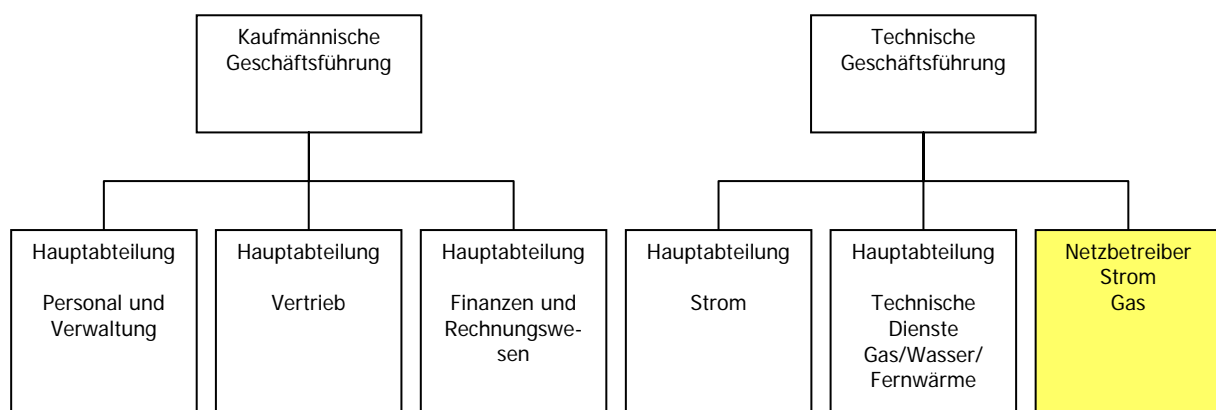 Kaufmännische
Geschäftsführung
Technische
Geschäftsführung
Hauptabteilung
Personal und
Verwaltung
Hauptabteilung
Vertrieb
Hauptabteilung
Finanzen und
Rechnungswe-
sen
Hauptabteilung
Strom
Hauptabteilung
Technische
Dienste
Gas/Wasser/
Fernwärme
Netzbetreiber
Strom
Gas